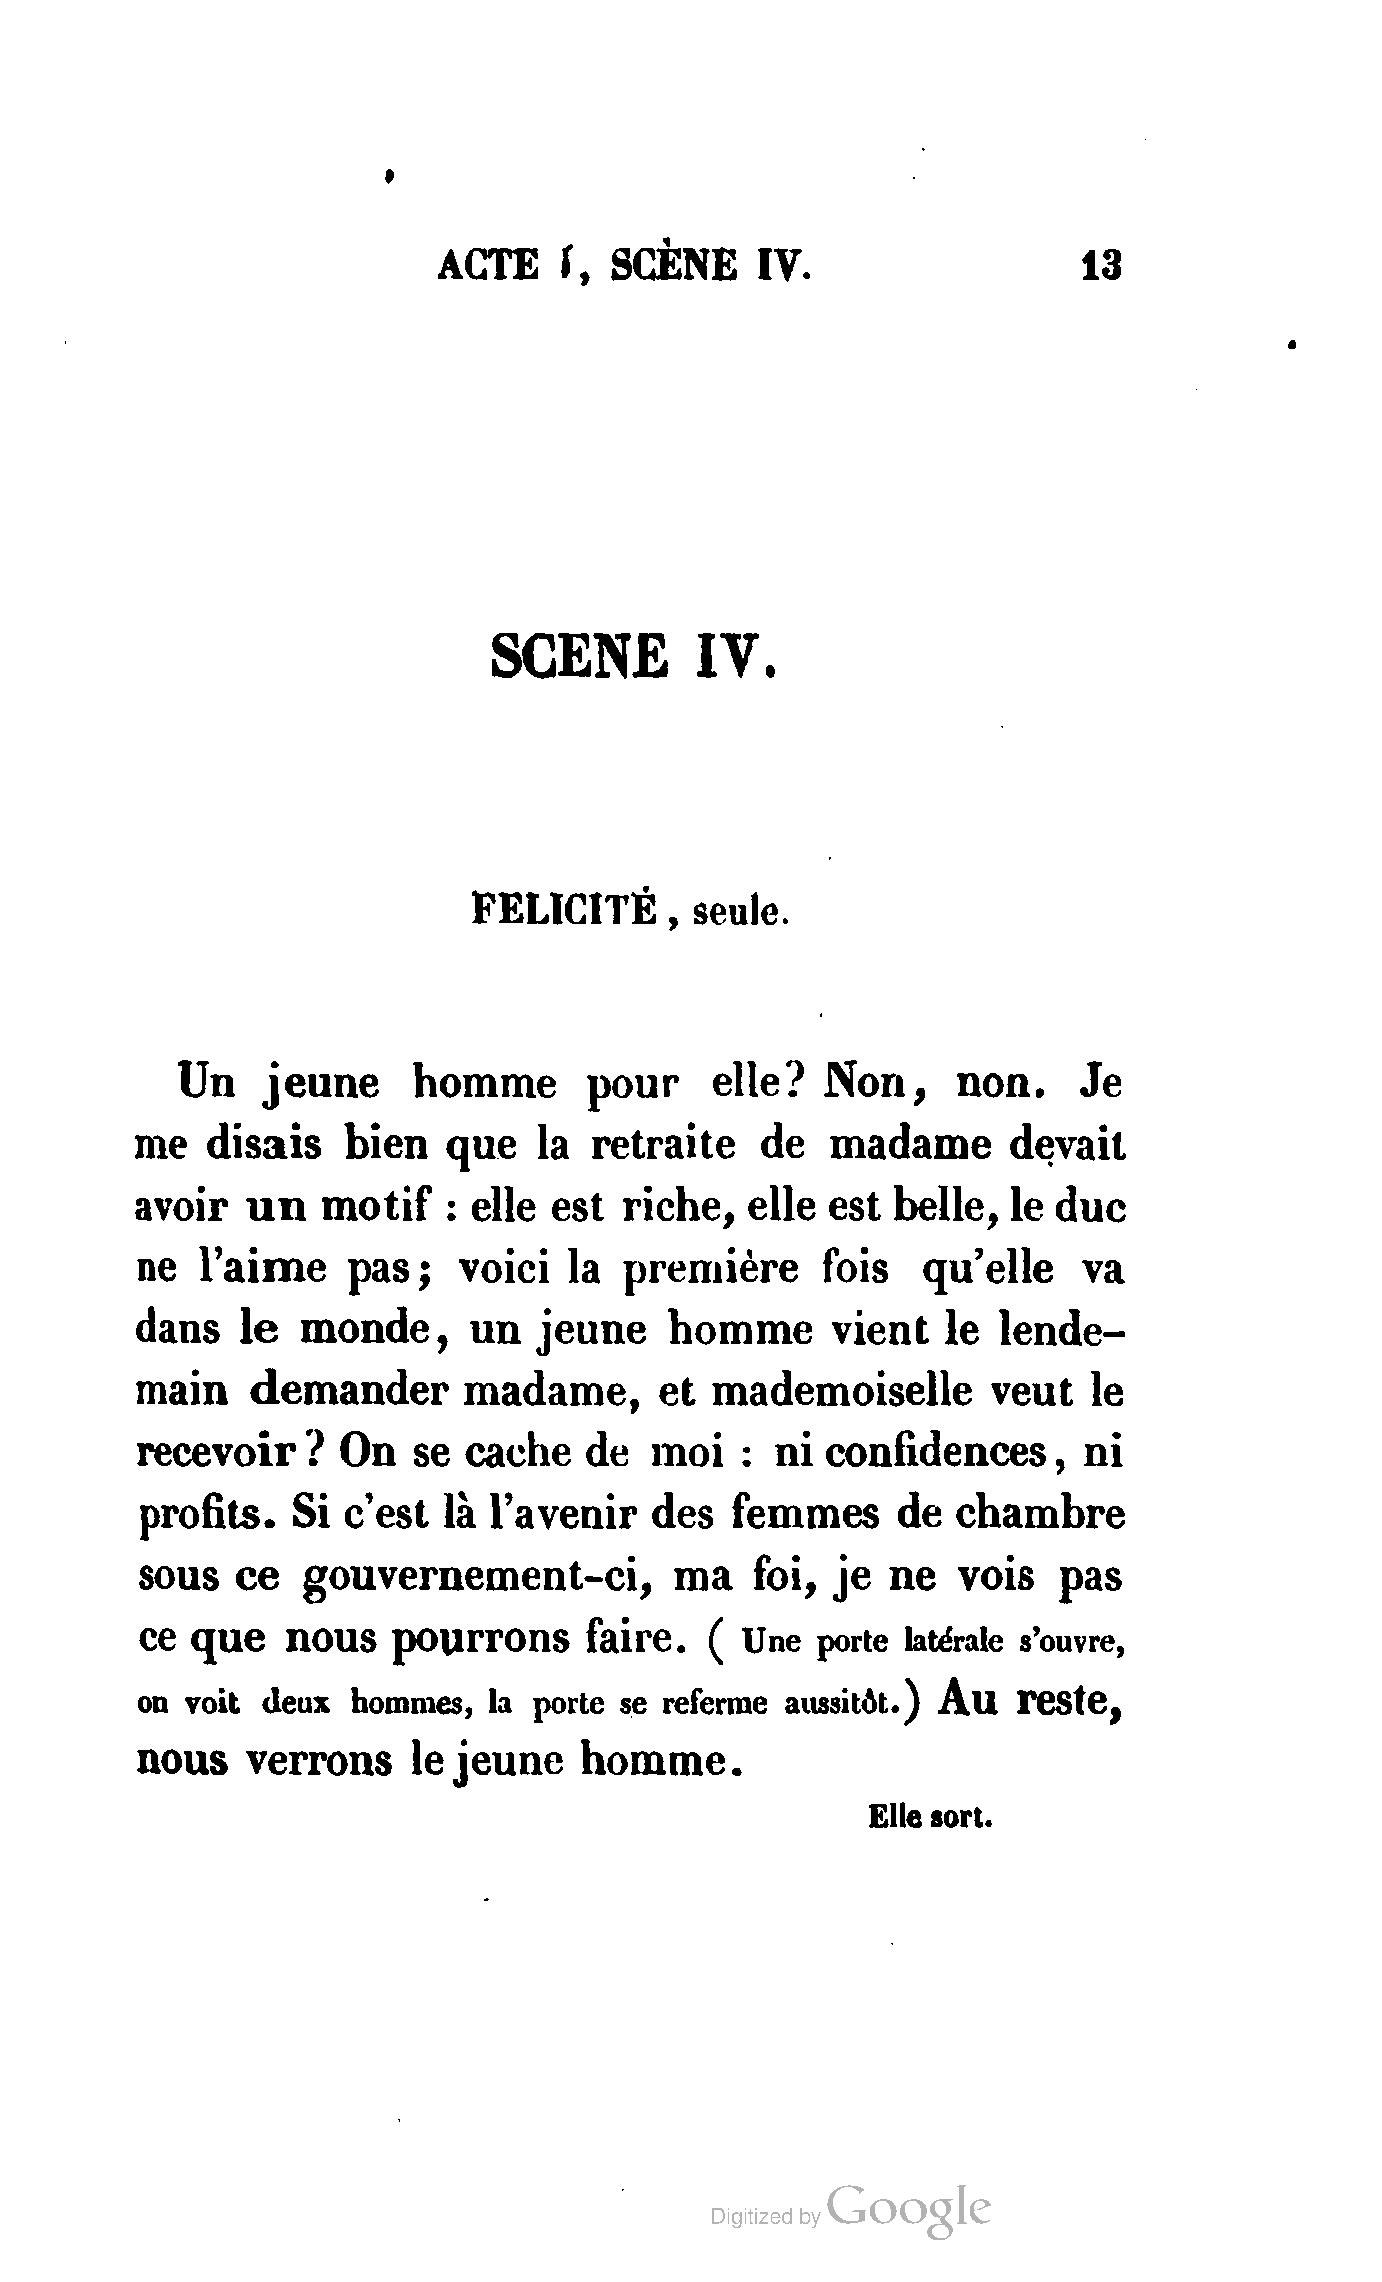 ACTE I, SCÈNE IV. 13
SCENE IV.
FELICITÉ, seule.
Un jeune homme pour elle? Non, non. Je
me disais bien que la retraite de madame devait
avoir un motif : elle est riche, elle est belle, le duc
ne l'aime pas; voici la première fois qu'elle va
dans le monde, un jeune homme vient le lende-
main demander madame, et mademoiselle veut le
recevoir? On se cache de moi : ni confidences, ni
profits. Si c'est là l'avenir des femmes de chambre
sous ce gouvernement-ci, ma foi, je ne vois pas
ce que nous pourrons faire. ( Une porte latérale s'ouvre,
on voit deux hommes, la porte se referme aussitôt.) Au reste,
nous verrons le jeune homme.
Elle sort.
Digitized by Google